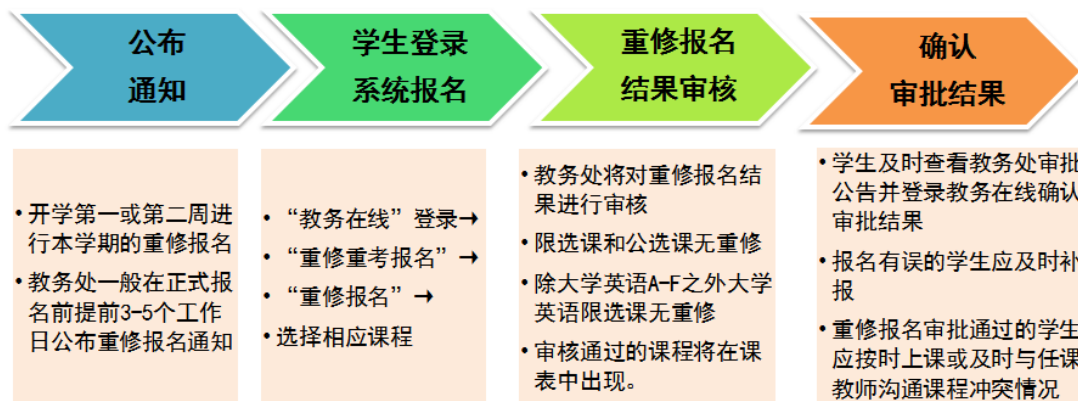 公布
通知
学生登录
系统报名
重修报名
结果审核
确认
审批结果
•开学第一或第二周进
行本学期的重修报名
•教务处一般在正式报
名前提前3-5个工作
日公布重修报名通知
• “教务在线”登录→
• “重修重考报名”→
• “重修报名”→
•选择相应课程
•教务处将对重修报名结
果进行审核
•限选课和公选课无重修
•除大学英语A-F之外大学
英语限选课无重修
•审核通过的课程将在课
表中出现。
•学生及时查看教务处审批
公告并登录教务在线确认
审批结果
•报名有误的学生应及时补
报
•重修报名审批通过的学生
应按时上课或及时与任课
教师沟通课程冲突情况